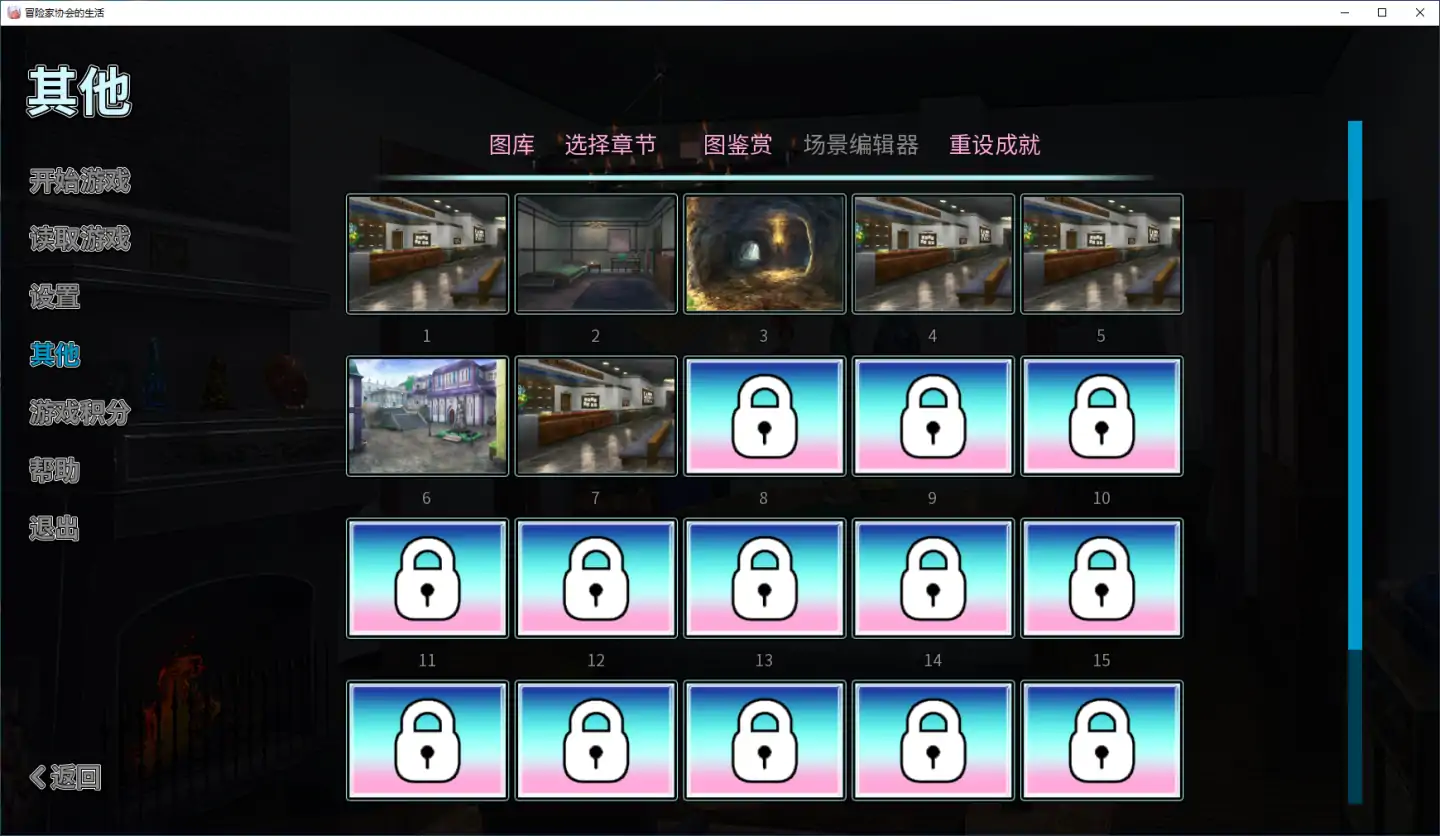 冒险家协会的生活
其他
图库 选择章节 图鉴赏 场景编辑器 重设成就
开始游戏
读取游戏
设置
其他
游戏积分
帮助
退出
返回
1 2 3 4 5
6 7 8 9 10
11 12 13 14 15